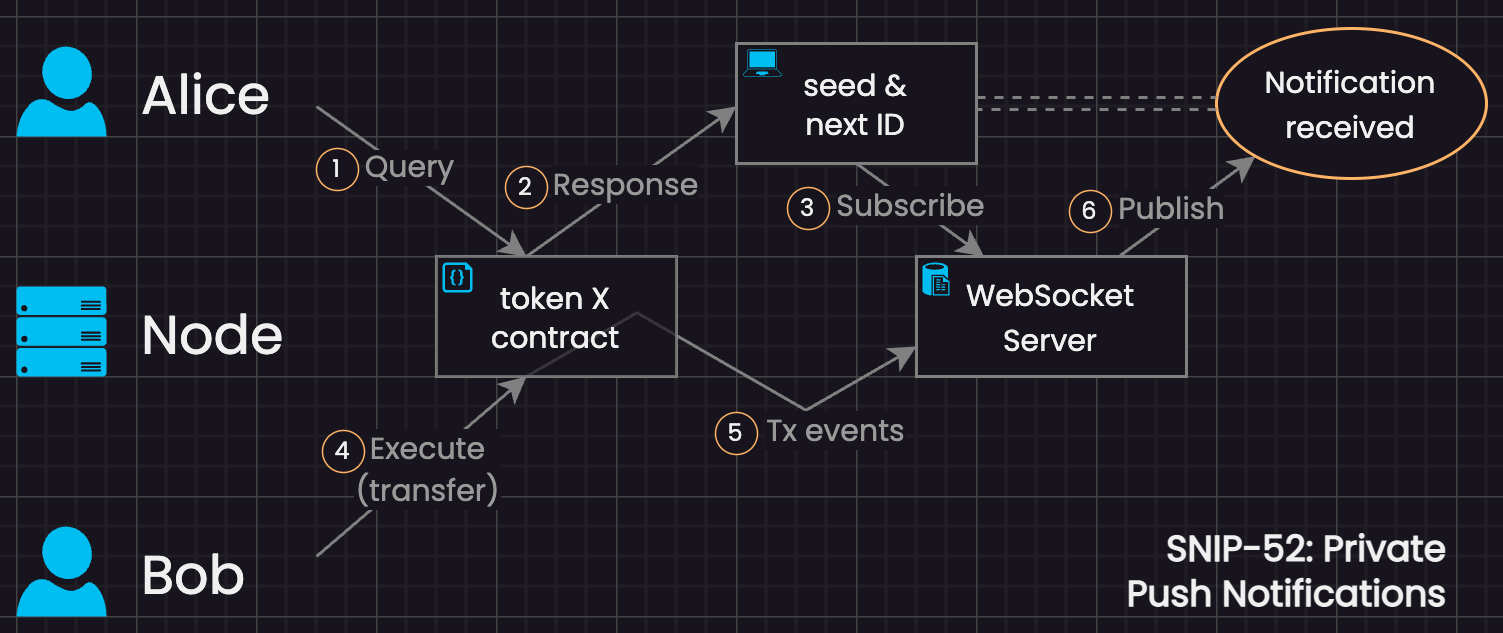 Alice
1 Query
2 Response
seed &
next ID
3 Subscribe
6 Publish
Notification
received
Node
{}
token X
contract
WebSocket
Server
4 Execute
(transfer)
5 Tx events
Bob
SNIP-52: Private
Push Notifications